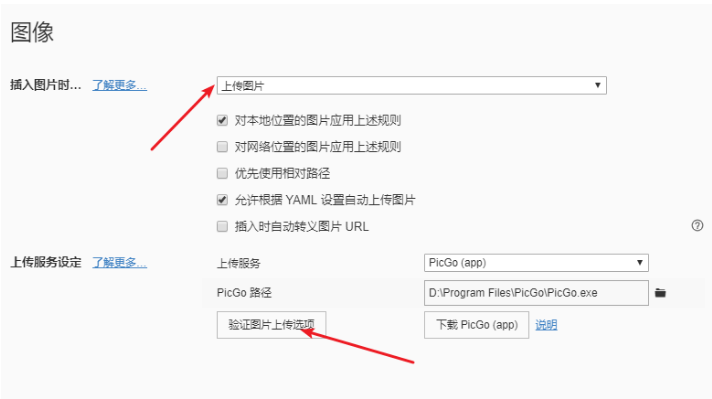 图像
插入图片时... 了解更多... 上传图片
对本地位置的图片应用上述规则
对网络位置的图片应用上述规则
优先使用相对路径
允许根据 YAML 设置自动上传图片
插入时自动转义图片 URL
上传服务设定 了解更多... 上传服务 PicGo (app)
PicGo 路径 D:\Program Files\PicGo\PicGo.exe
验证图片上传选项 下载 PicGo (app) 说明